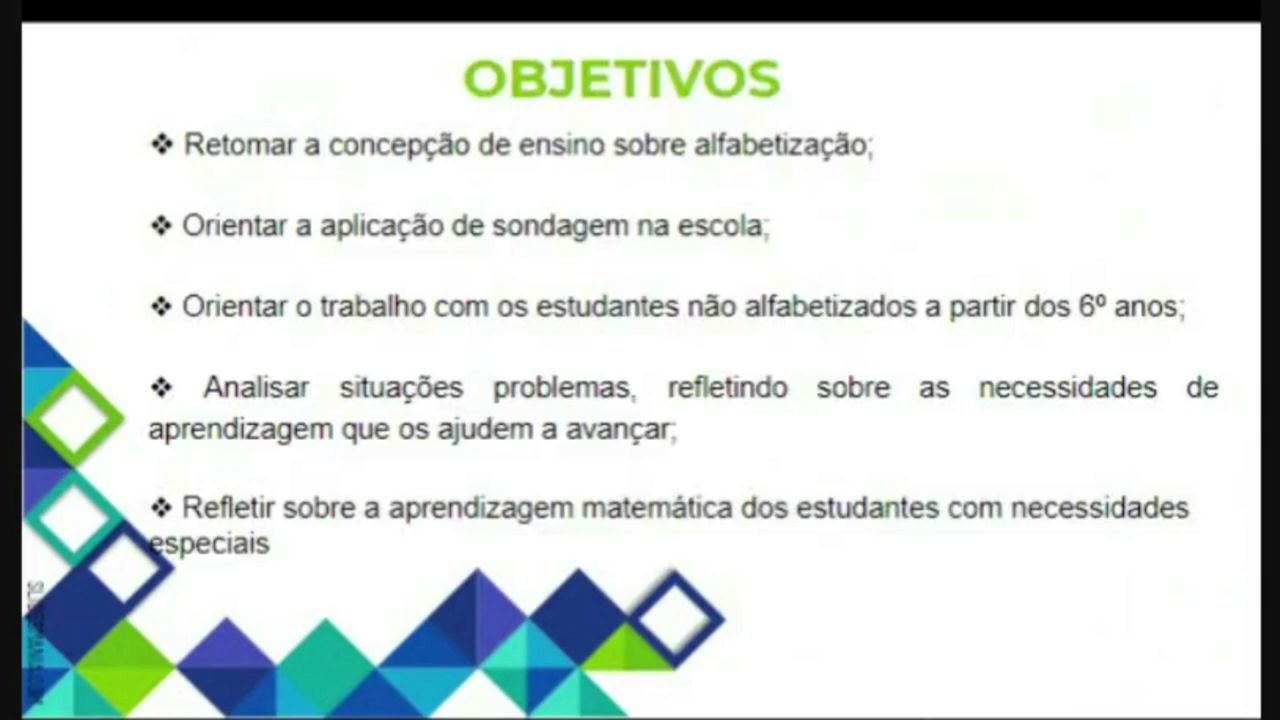 OBJETIVOS
❖ Retomar a concepção de ensino sobre alfabetização;
❖ Orientar a aplicação de sondagem na escola;
❖ Orientar o trabalho com os estudantes não alfabetizados a partir dos 6º anos;
❖ Analisar situações problemas, refletindo sobre as necessidades de
aprendizagem que os ajudem a avançar;
❖ Refletir sobre a aprendizagem matemática dos estudantes com necessidades
especiais